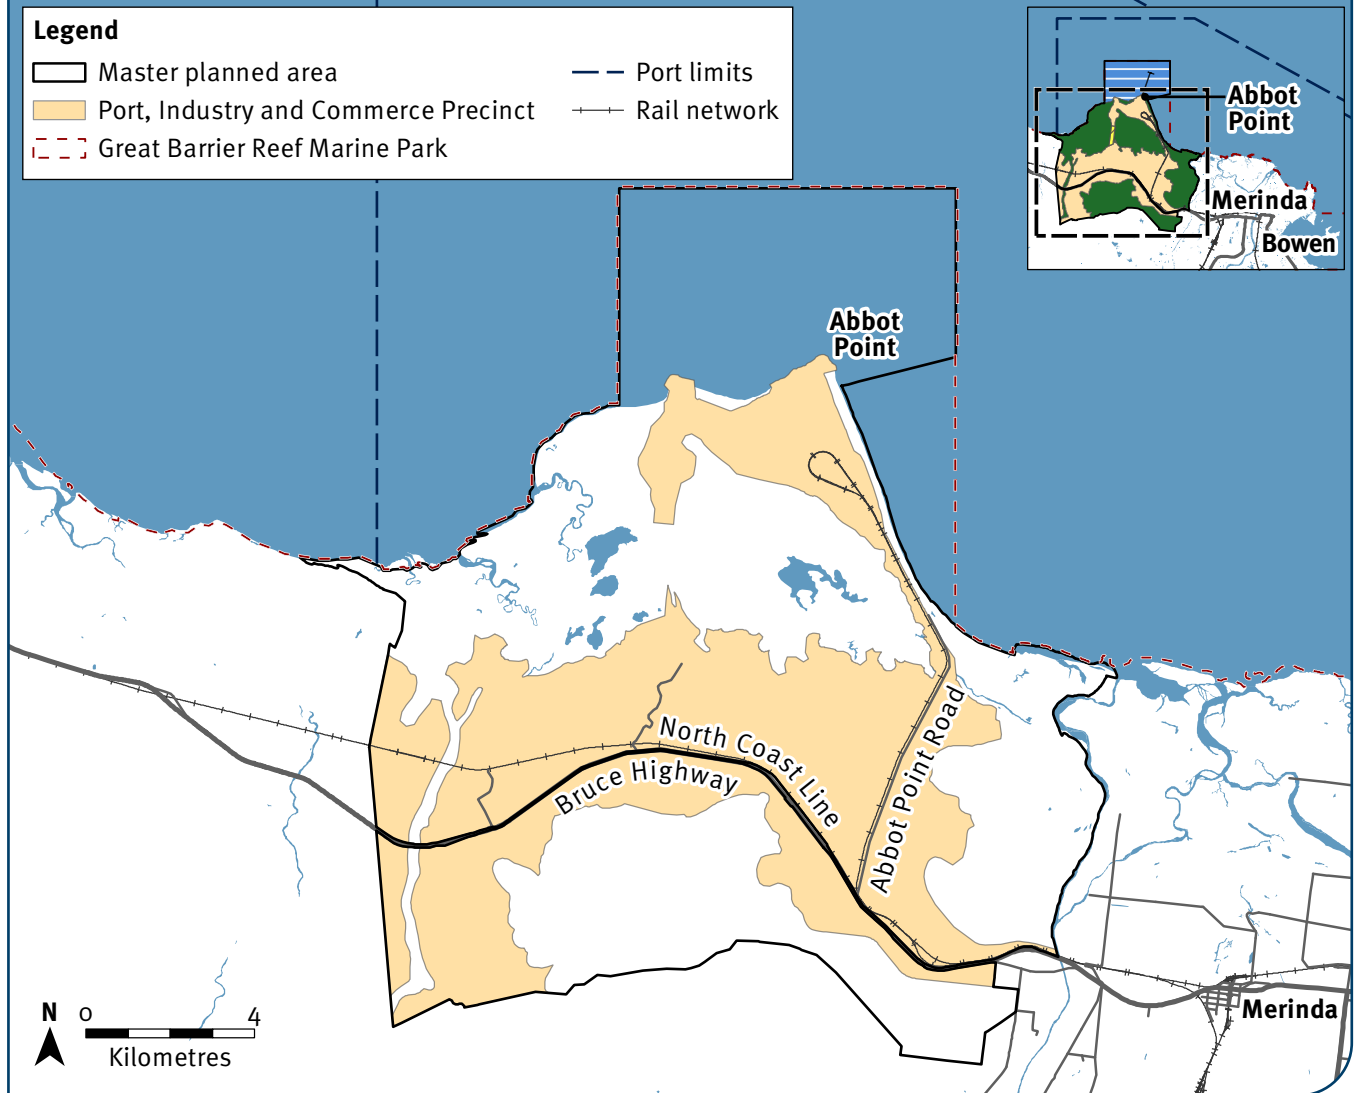 Legend
Master planned area
Port, Industry and Commerce Precinct
Great Barrier Reef Marine Park
Port limits
Rail network
Abbot
Point
Merinda
Bowen
Abbot
Point
North Coast Line
Bruce Highway
Abbot Point Road
Merinda
N
0 4
Kilometres